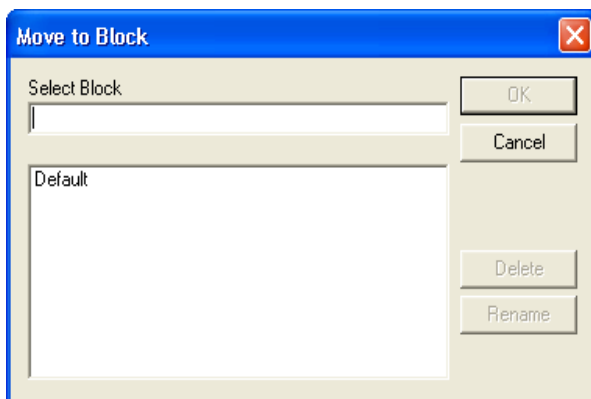 Move to Block
Select Block
OK
Cancel
Default
Delete
Rename